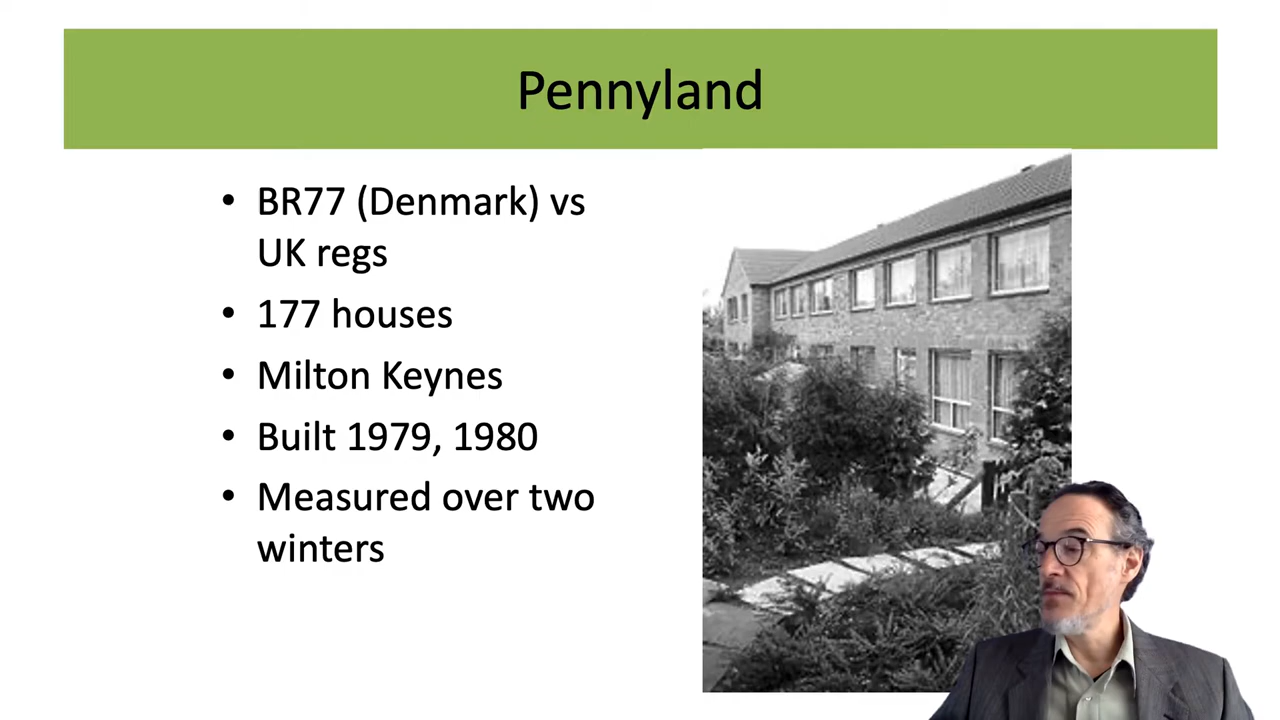 Pennyland
• BR77 (Denmark) vs
UK regs
• 177 houses
• Milton Keynes
• Built 1979, 1980
• Measured over two
winters